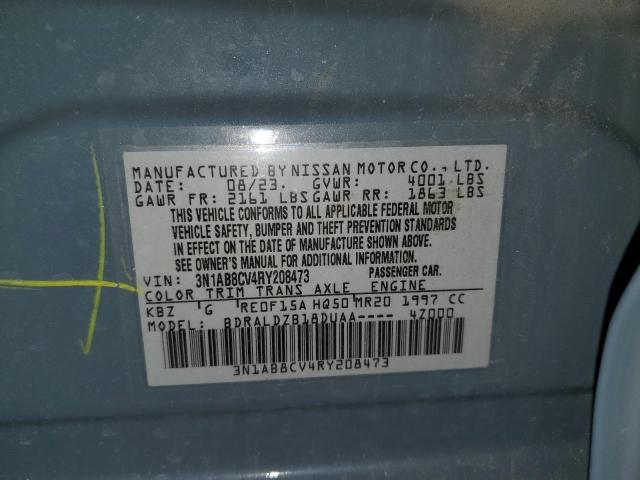 MANUFACTURED BY NISSAN MOTOR CO., LTD.
DATE: 08/23. GVWR: 4001 LBS
GAWR FR: 2161 LBS GAWR RR: 1863 LBS
THIS VEHICLE CONFORMS TO ALL APPLICABLE FEDERAL MOTOR
VEHICLE SAFETY, BUMPER AND THEFT PREVENTION STANDARDS
IN EFFECT ON THE DATE OF MANUFACTURE SHOWN ABOVE.
SEE OWNER'S MANUAL FOR ADDITIONAL INFORMATION.
VIN: 3N1AB8CV4RY208473 PASSENGER CAR.
COLOR TRIM TRANS AXLE ENGINE
KBZ G RE0F15A HQ50 MR20 1997 CC
MODEL: BDRALDZB18DUAA---- 47000
3N1AB8CV4RY208473